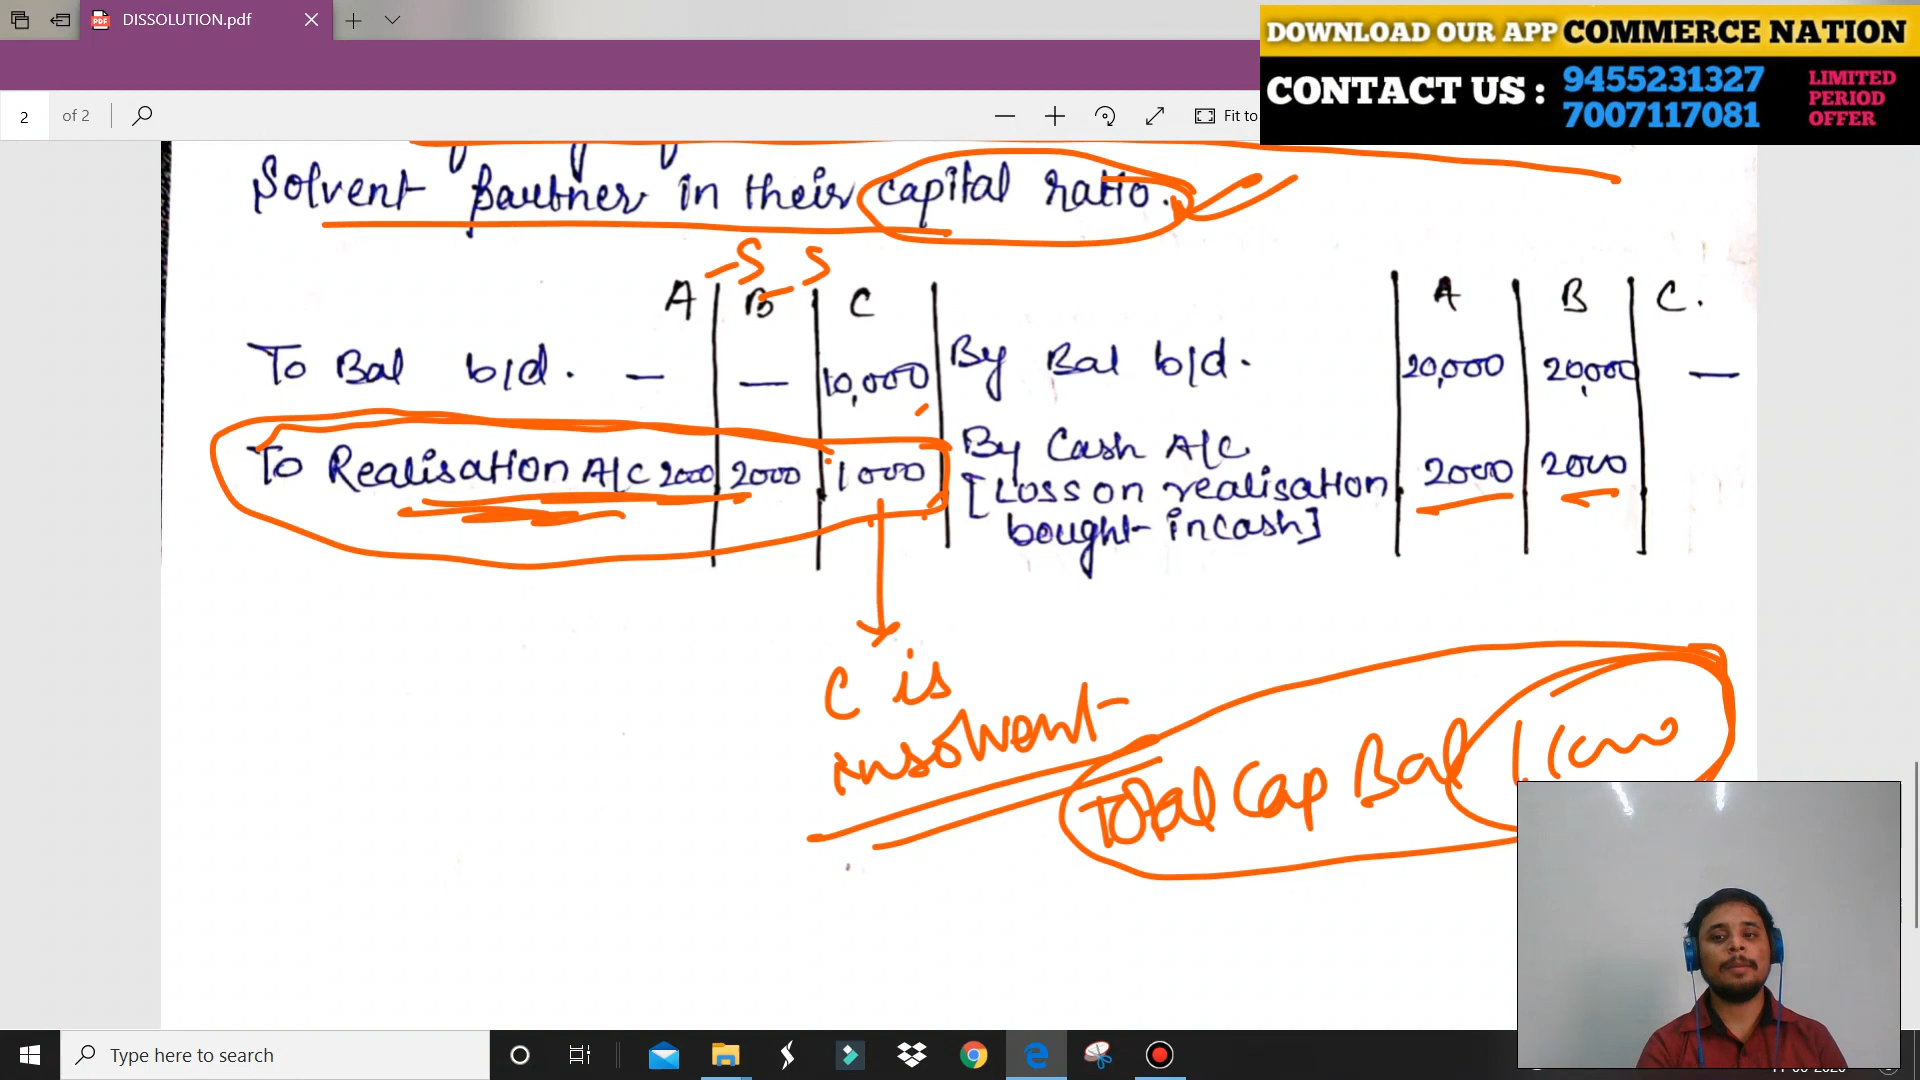 DISSOLUTION.pdf
DOWNLOAD OUR APP COMMERCE NATION
CONTACT US : 9455231327
7007117081
LIMITED
PERIOD
OFFER
2 of 2
Fit to
Solvent Partner in their capital ratio.
S S
A B C
A B C.
To Bal b/d. — — 10,000 By Bal b/d. 20,000 20,000 —
To Realisation A/C 2000 2000 1000 By Cash A/C 2000 2000
[Loss on realisation
bought in cash]
C is
insolvent
Total Cap Bal 11000
Type here to search